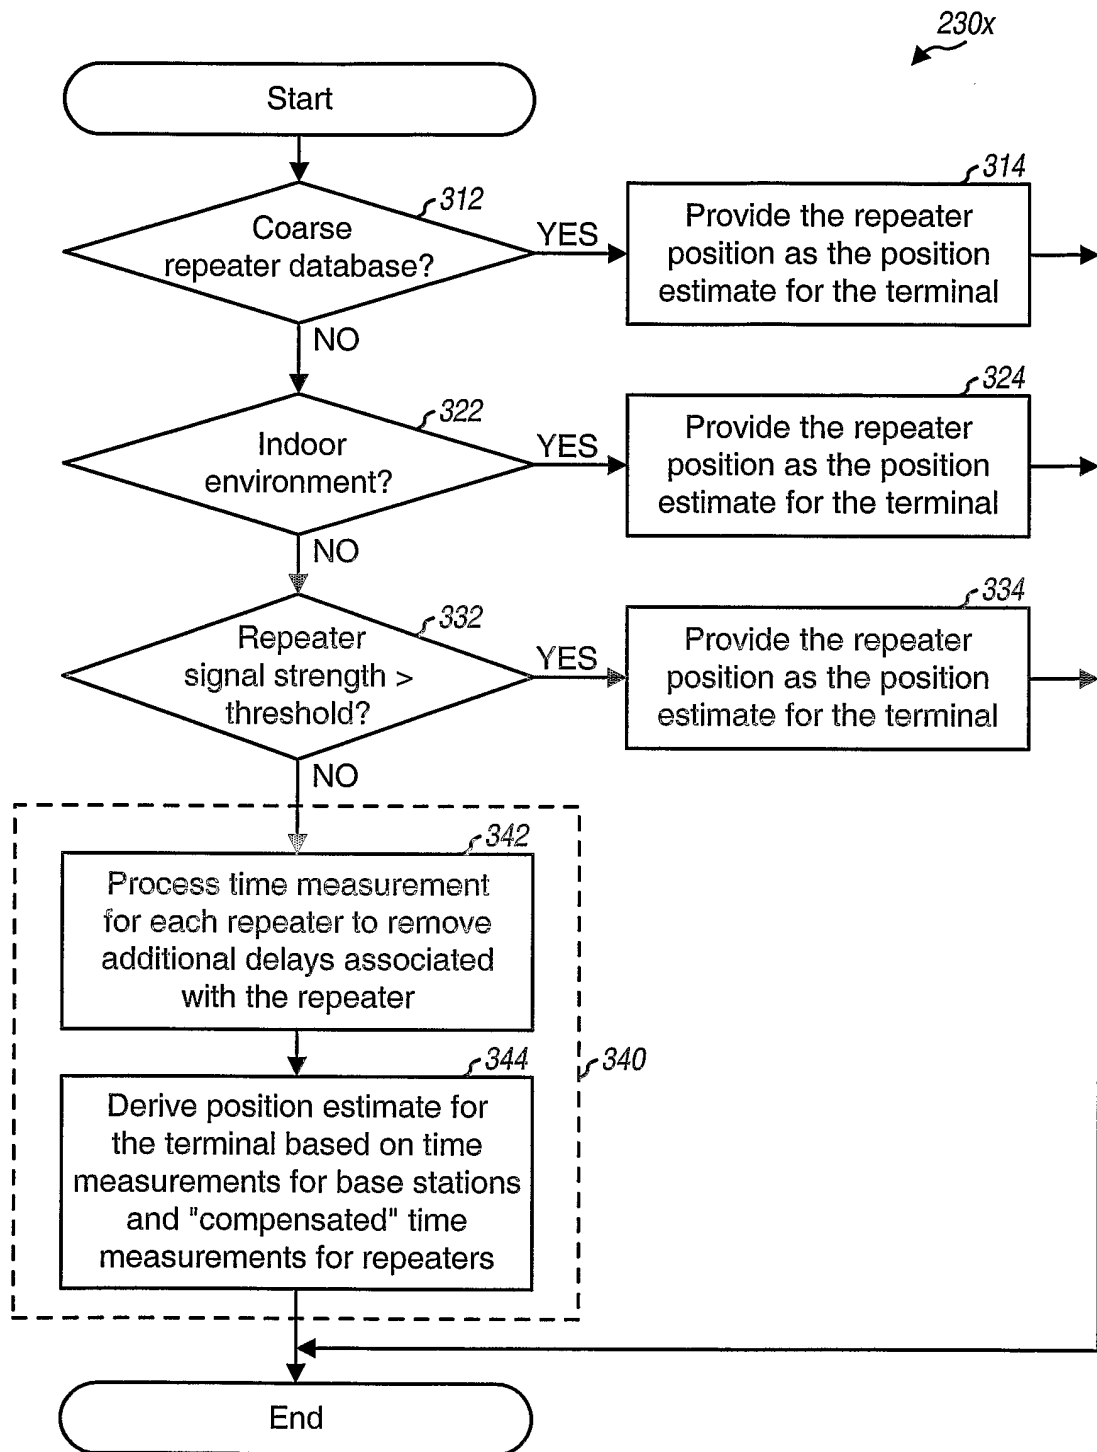 230x
Start
312
Coarse
repeater database?
YES
NO
314
Provide the repeater
position as the position
estimate for the terminal
322
Indoor
environment?
YES
NO
324
Provide the repeater
position as the position
estimate for the terminal
332
Repeater
signal strength >
threshold?
YES
NO
334
Provide the repeater
position as the position
estimate for the terminal
342
Process time measurement
for each repeater to remove
additional delays associated
with the repeater
344
340
Derive position estimate for
the terminal based on time
measurements for base stations
and "compensated" time
measurements for repeaters
End